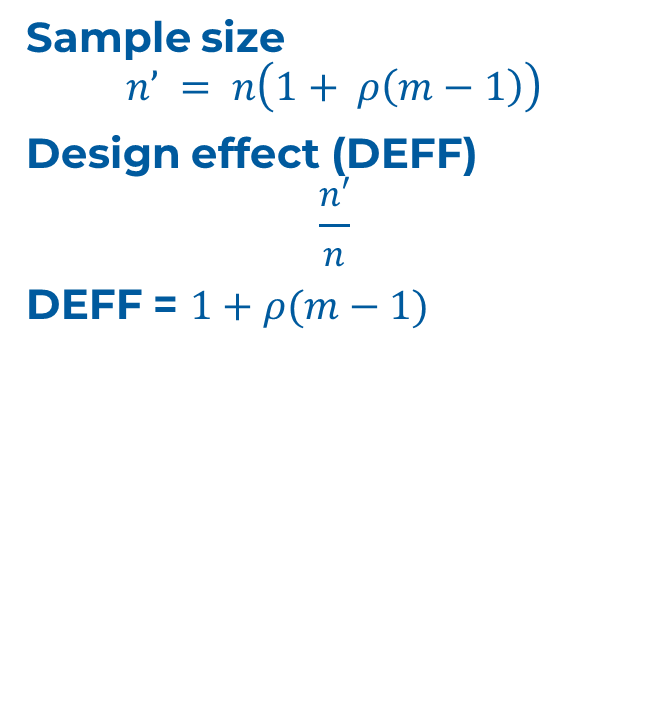 Sample size
n’ = n(1 + ρ(m − 1))
Design effect (DEFF)
n′
n
DEFF = 1 + ρ(m − 1)